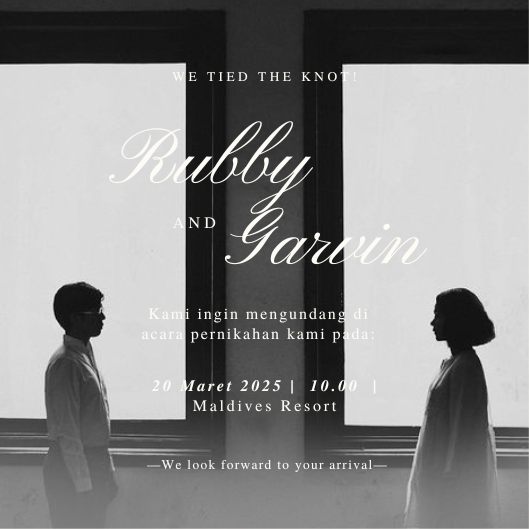 WE TIED THE KNOT!
Rubby
AND
Garvin
Kami ingin mengundang di
acara pernikahan kami pada:
20 Maret 2025 | 10.00 |
Maldives Resort
—We look forward to your arrival—